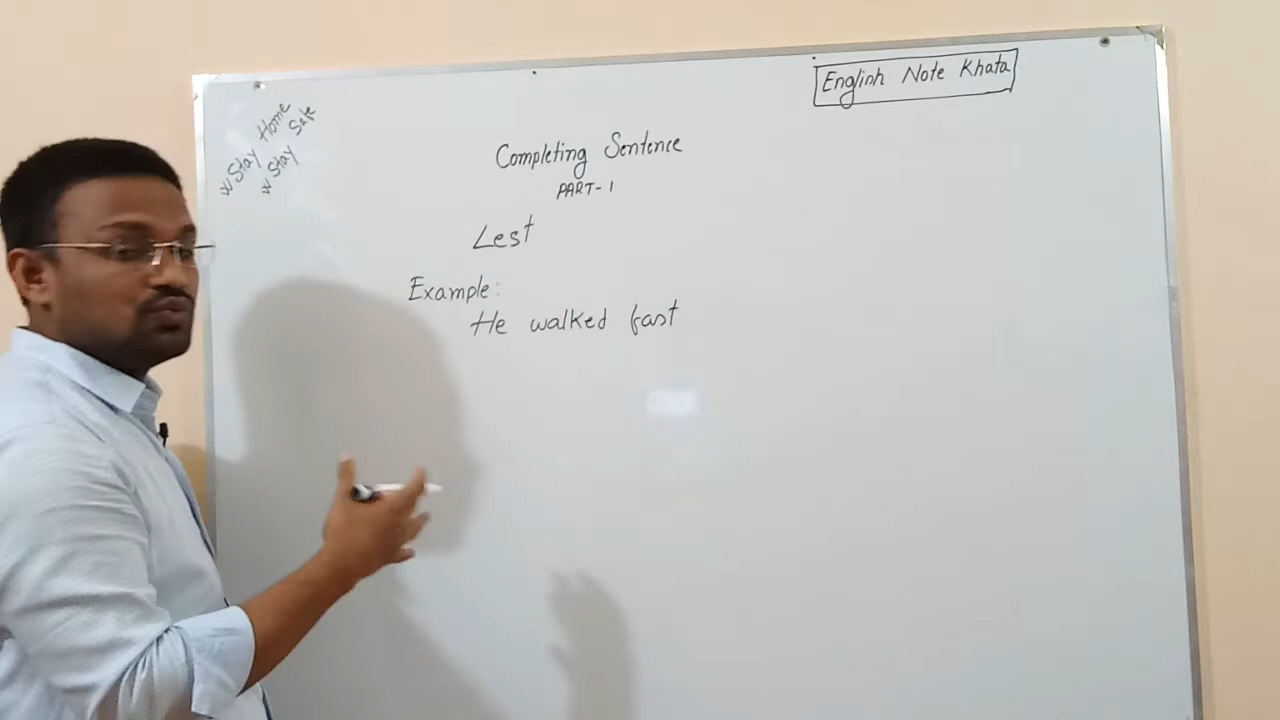 English Note Khata
Stay Home
Stay Safe
Completing Sentence
PART-1
Lest
Example:
He walked fast